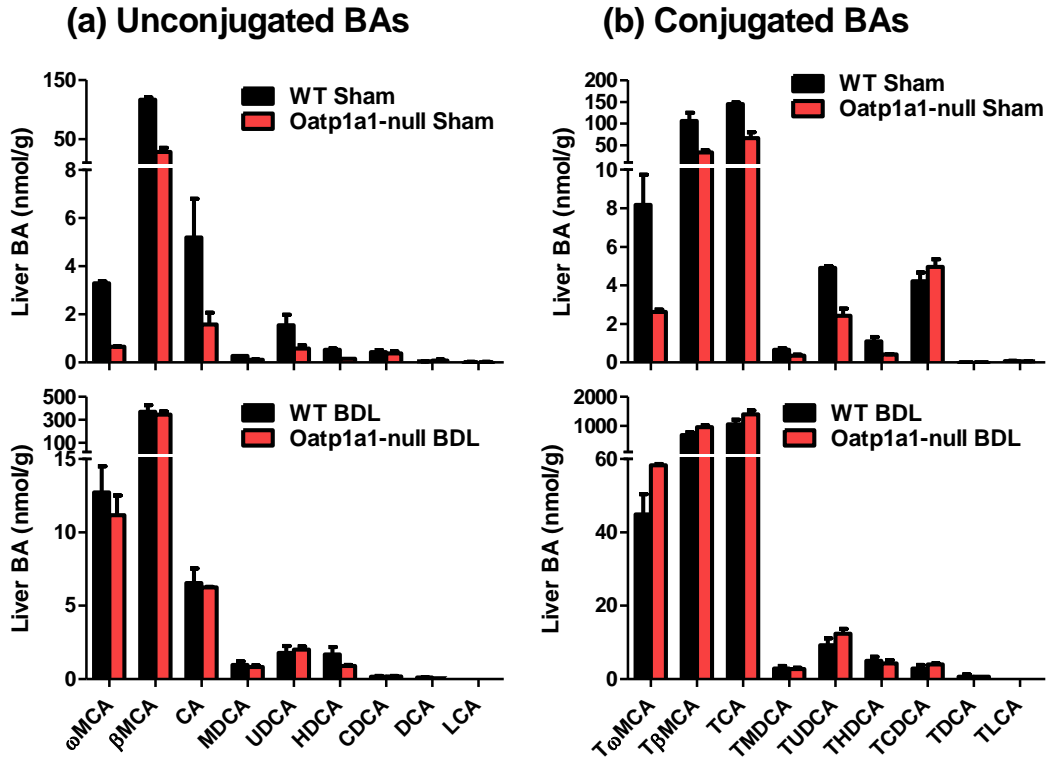 (a) Unconjugated BAs
(b) Conjugated BAs
Liver BA (nmol/g)
150
50
8
6
4
2
0
WT Sham
Oatp1a1-null Sham
Liver BA (nmol/g)
200
150
100
50
10
8
6
4
2
0
WT Sham
Oatp1a1-null Sham
Liver BA (nmol/g)
500
300
100
15
10
5
0
WT BDL
Oatp1a1-null BDL
ωMCA
βMCA
CA
MDCA
UDCA
HDCA
CDCA
DCA
LCA
Liver BA (nmol/g)
2000
1000
60
40
20
0
WT BDL
Oatp1a1-null BDL
TωMCA
TβMCA
TCA
TMDCA
TUDCA
THDCA
TCDCA
TDCA
TLCA